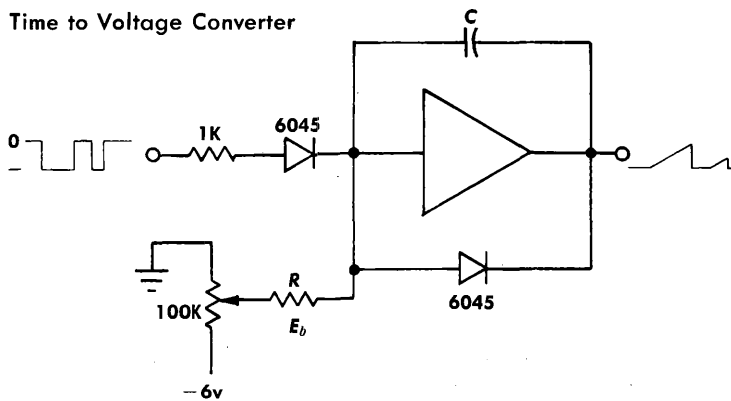 Time to Voltage Converter
C
6045
1K
0
–
R
100K
6045
E_b
–6v